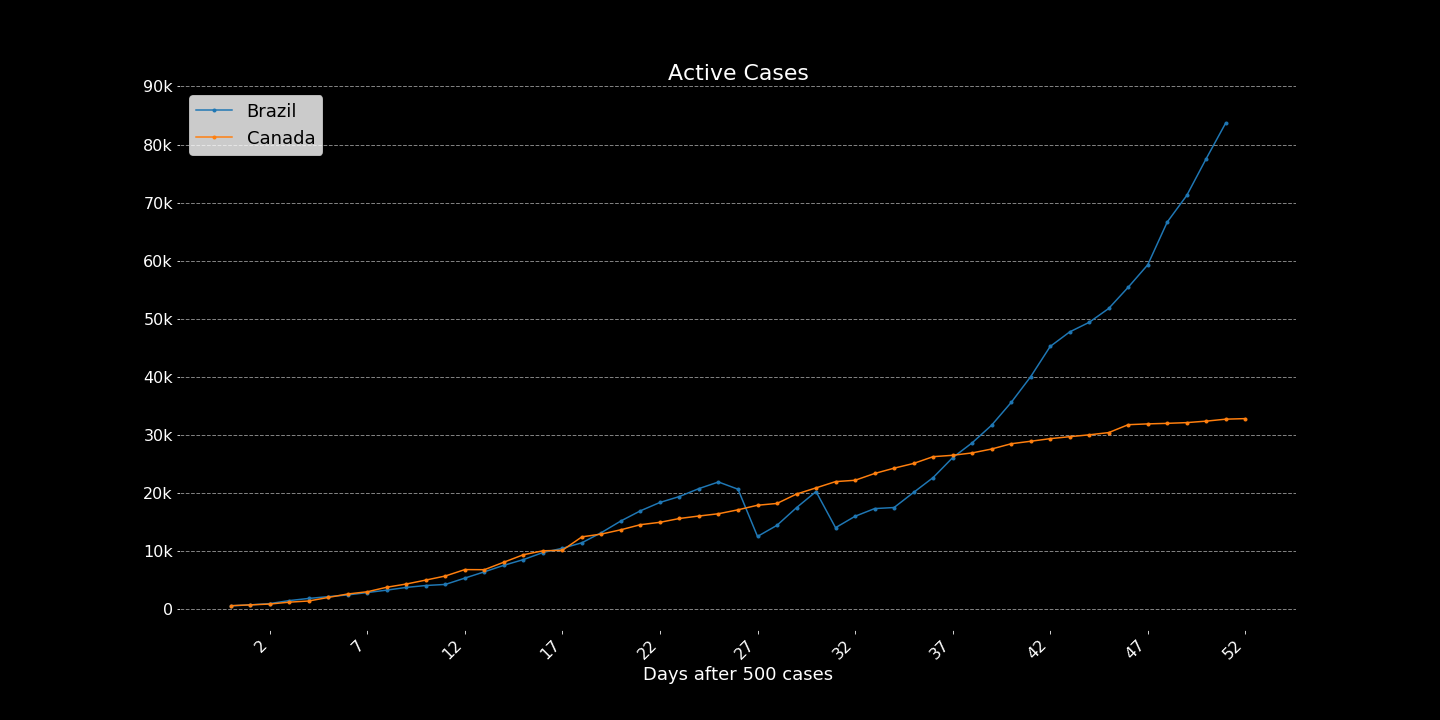 Active Cases
Brazil
Canada
90k
80k
70k
60k
50k
40k
30k
20k
10k
0
2
7
12
17
22
27
32
37
42
47
52
Days after 500 cases